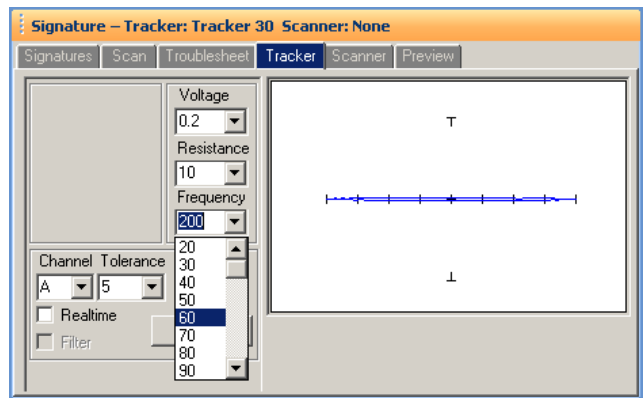 Signature – Tracker: Tracker 30 Scanner: None
Signatures Scan Troublesheet Tracker Scanner Preview
Voltage
0.2
Resistance
10
Frequency
200
20
30
40
50
60
70
80
90
Channel Tolerance
A 5
Realtime
Filter